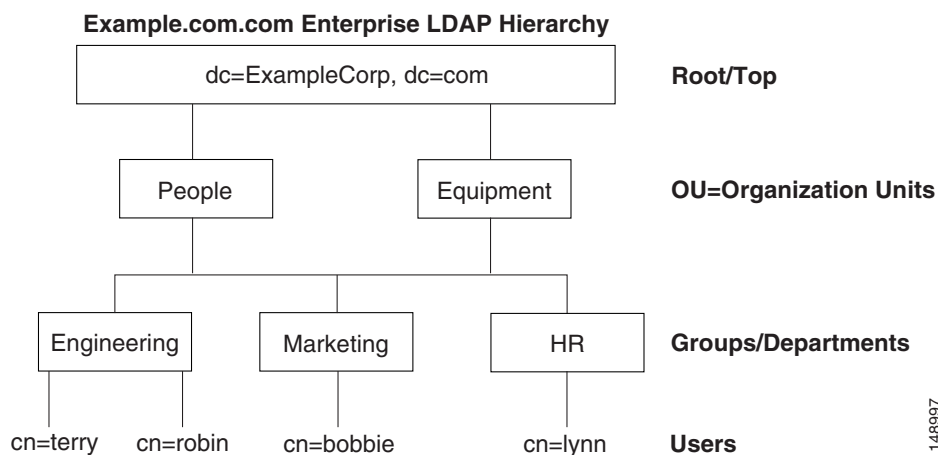 Example.com.com Enterprise LDAP Hierarchy
dc=ExampleCorp, dc=com
Root/Top
People
Equipment
OU=Organization Units
Engineering
Marketing
HR
Groups/Departments
cn=terry
cn=robin
cn=bobbie
cn=lynn
Users
148997